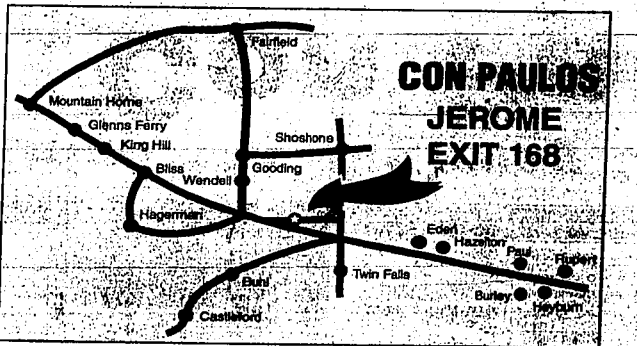 Fairfield
CON PAULOS
JEROME
EXIT 168
Mountain Home
Glenns Ferry
King Hill
Shoshone
Bliss
Gooding
Wendell
Hagerman
Eden
Hazelton
Paul
Rupert
Buhl
Twin Falls
Burley
Heyburn
Castleford